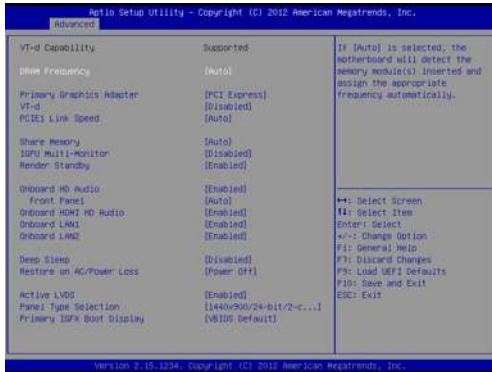 Aptio Setup Utility - Copyright (C) 2012 American Megatrends, Inc.
Advanced
VT-d Capability Supported
DRAM Frequency [Auto]
Primary Graphics Adapter [PCI Express]
VT-d [Disabled]
PCIE1 Link Speed [Auto]
Share Memory [Auto]
IGPU Multi-Monitor [Disabled]
Render Standby [Enabled]
Onboard HD Audio [Enabled]
Front Panel [Auto]
Onboard HDMI HD Audio [Enabled]
Onboard LAN1 [Enabled]
Onboard LAN2 [Enabled]
Deep Sleep [Disabled]
Restore on AC/Power Loss [Power Off]
Active LVDS [Enabled]
Panel Type Selection [1440x900/24-bit/2-c...]
Primary IGFX Boot Display [VBIOS Default]
If [Auto] is selected, the
motherboard will detect the
memory module(s) inserted and
assign the appropriate
frequency automatically.
↔: Select Screen
↑↓: Select Item
Enter: Select
+/-: Change Option
F1: General Help
F7: Discard Changes
F9: Load UEFI Defaults
F10: Save and Exit
ESC: Exit
Version 2.15.1234. Copyright (C) 2012 American Megatrends, Inc.